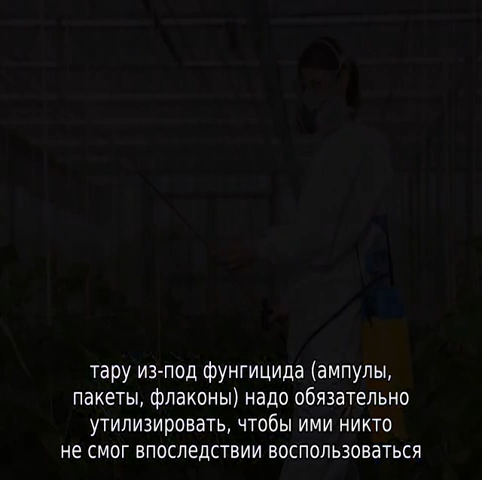 тару из-под фунгицида (ампулы,
пакеты, флаконы) надо обязательно
утилизировать, чтобы ими никто
не смог впоследствии воспользоваться